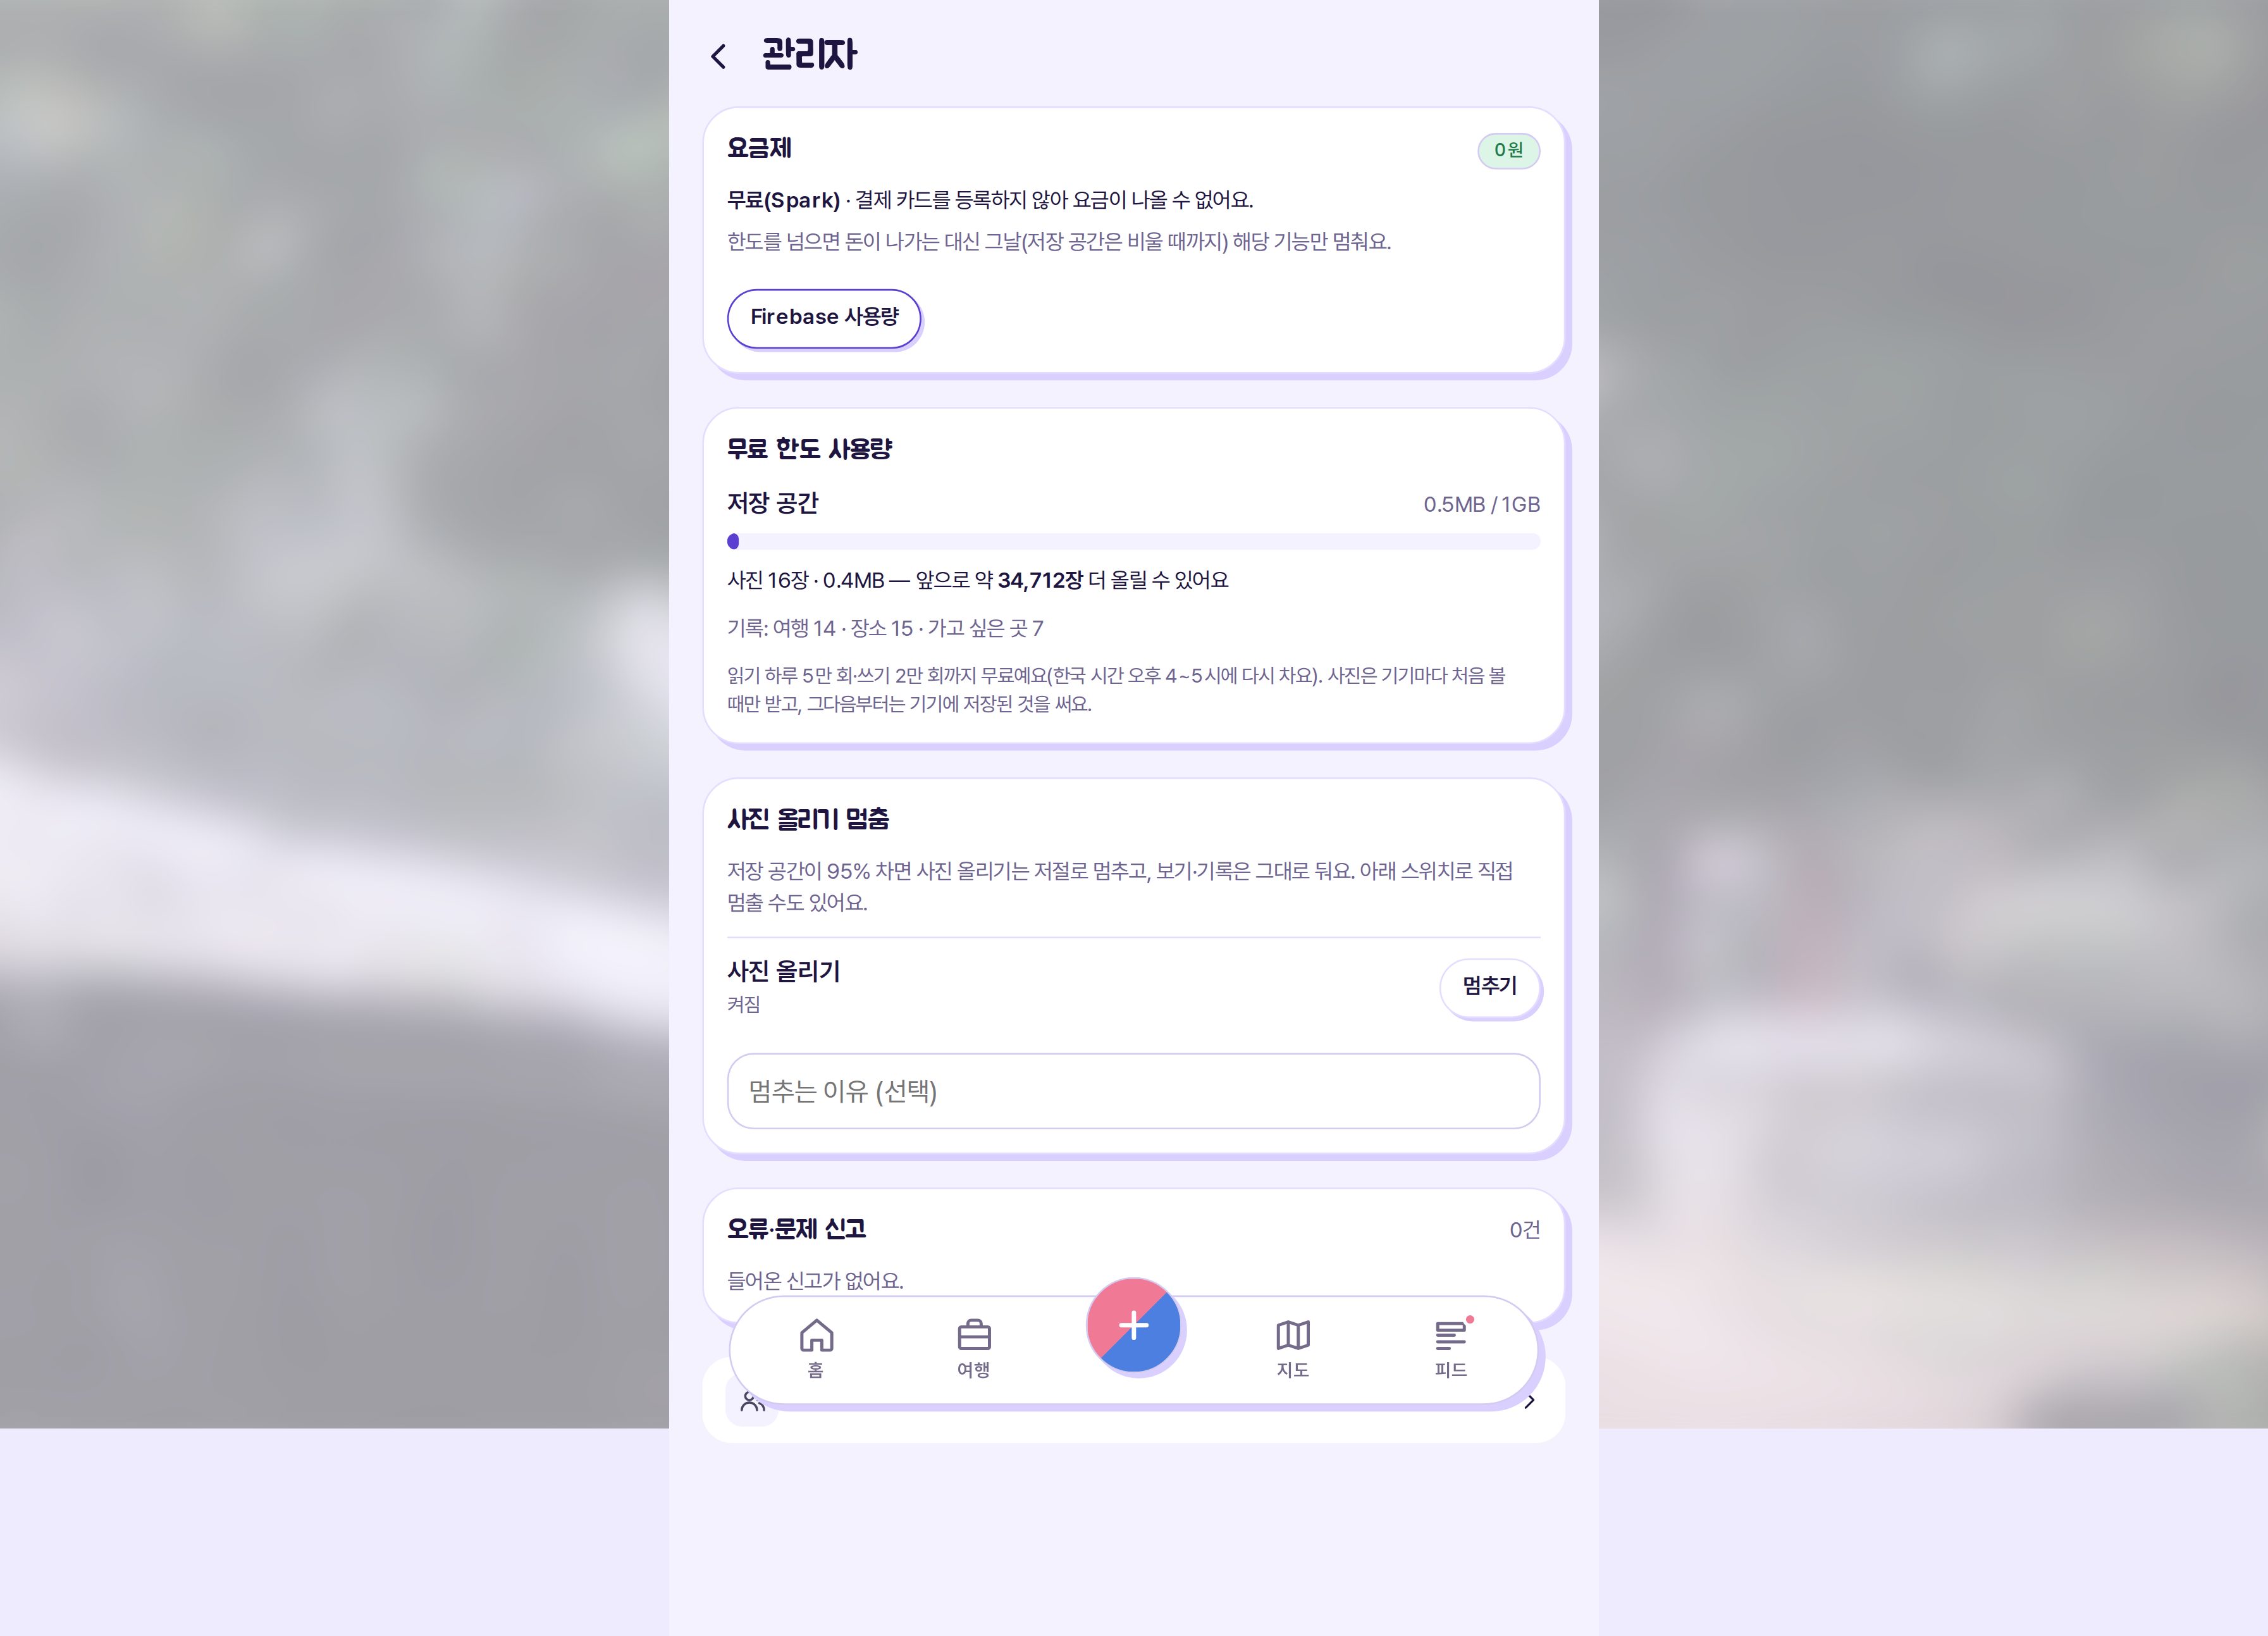 관리자
요금제
0원
무료(Spark) · 결제 카드를 등록하지 않아 요금이 나올 수 없어요.
한도를 넘으면 돈이 나가는 대신 그날(저장 공간은 비울 때까지) 해당 기능만 멈춰요.
Firebase 사용량
무료 한도 사용량
저장 공간
0.5MB / 1GB
사진 16장 · 0.4MB — 앞으로 약 34,712장 더 올릴 수 있어요
기록: 여행 14 · 장소 15 · 가고 싶은 곳 7
읽기 하루 5만 회·쓰기 2만 회까지 무료예요(한국 시간 오후 4~5시에 다시 차요). 사진은 기기마다 처음 볼
때만 받고, 그다음부터는 기기에 저장된 것을 써요.
사진 올리기 멈춤
저장 공간이 95% 차면 사진 올리기는 저절로 멈추고, 보기·기록은 그대로 둬요. 아래 스위치로 직접
멈출 수도 있어요.
사진 올리기
켜짐
멈추기
멈추는 이유 (선택)
오류·문제 신고
0건
들어온 신고가 없어요.
홈
여행
지도
피드